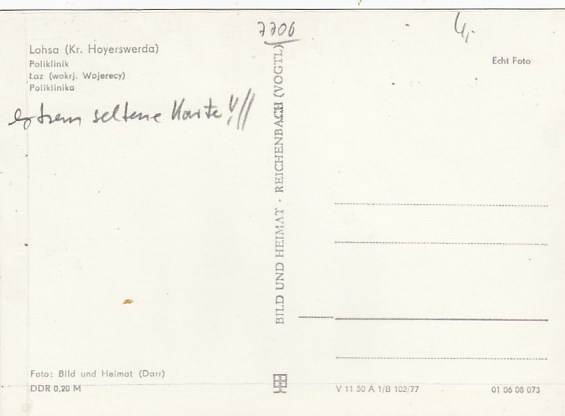 7706
4,-
Lohsa (Kr. Hoyerswerda)
Poliklinik
Łaz (wokrj. Wojerecy)
Poliklinika
Echt Foto
extrem seltene Karte!!//
BILD UND HEIMAT · REICHENBACH (VOGTL)
Foto: Bild und Heimat (Darr)
DDR 0,20 M
V 11 50 A 1/B 102/77
01 06 08 073